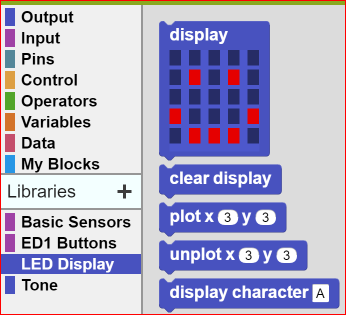 Output
Input
Pins
Control
Operators
Variables
Data
My Blocks
Libraries +
Basic Sensors
ED1 Buttons
LED Display
Tone
display
clear display
plot x 3 y 3
unplot x 3 y 3
display character A